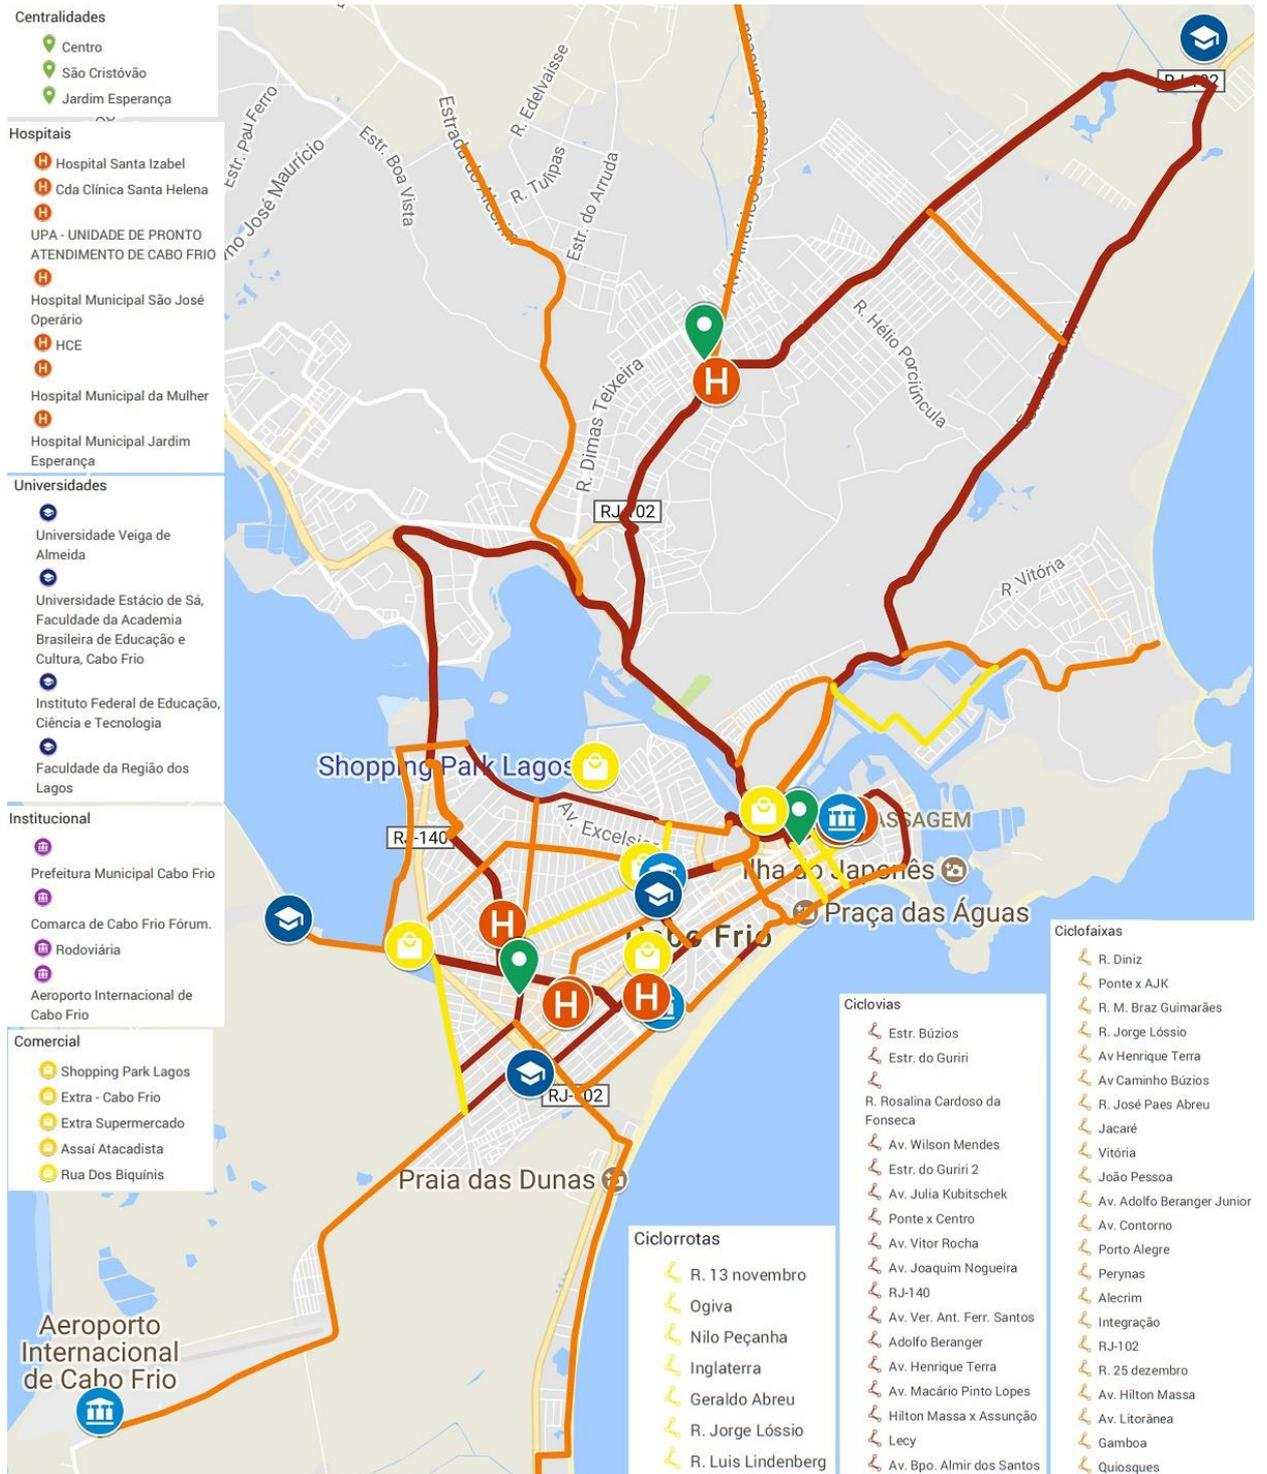 Centralidades
Centro
São Cristóvão
Jardim Esperança
Hospitais
Hospital Santa Izabel
Cda Clínica Santa Helena
UPA - UNIDADE DE PRONTO
ATENDIMENTO DE CABO FRIO
Hospital Municipal São José
Operário
HCE
Hospital Municipal da Mulher
Hospital Municipal Jardim
Esperança
Universidades
Universidade Veiga de
Almeida
Universidade Estácio de Sá,
Faculdade da Academia
Brasileira de Educação e
Cultura, Cabo Frio
Instituto Federal de Educação,
Ciência e Tecnologia
Faculdade da Região dos
Lagos
Institucional
Prefeitura Municipal Cabo Frio
Comarca de Cabo Frio Fórum.
Rodoviária
Aeroporto Internacional de
Cabo Frio
Comercial
Shopping Park Lagos
Extra - Cabo Frio
Extra Supermercado
Assaí Atacadista
Rua Dos Biquínis
Estr. Pau Ferro
José Maurício
Estr. Boa Vista
Estrada do Alecrim
R. Edelvaisse
R. Tulipas
Estr. do Arruda
R. Dimas Teixeira
R. Hélio Porciúncula
R. Vitória
RJ-102
RJ-102
Shopping Park Lagos
RJ-140
Av. Excelsior
ASSAGEM
Ilha do Japonês
Praça das Águas
Cabo Frio
RJ-102
Praia das Dunas
Aeroporto
Internacional
de Cabo Frio
Ciclorrotas
R. 13 novembro
Ogiva
Nilo Peçanha
Inglaterra
Geraldo Abreu
R. Jorge Lóssio
R. Luis Lindenberg
Ciclovias
Estr. Búzios
Estr. do Guriri
R. Rosalina Cardoso da
Fonseca
Av. Wilson Mendes
Estr. do Guriri 2
Av. Julia Kubitschek
Ponte x Centro
Av. Vitor Rocha
Av. Joaquim Nogueira
RJ-140
Av. Ver. Ant. Ferr. Santos
Adolfo Beranger
Av. Henrique Terra
Av. Macário Pinto Lopes
Hilton Massa x Assunção
Lecy
Av. Bpo. Almir dos Santos
Ciclofaixas
R. Diniz
Ponte x AJK
R. M. Braz Guimarães
R. Jorge Lóssio
Av Henrique Terra
Av Caminho Búzios
R. José Paes Abreu
Jacaré
Vitória
João Pessoa
Av. Adolfo Beranger Junior
Av. Contorno
Porto Alegre
Perynas
Alecrim
Integração
RJ-102
R. 25 dezembro
Av. Hilton Massa
Av. Litorânea
Gamboa
Quiosques